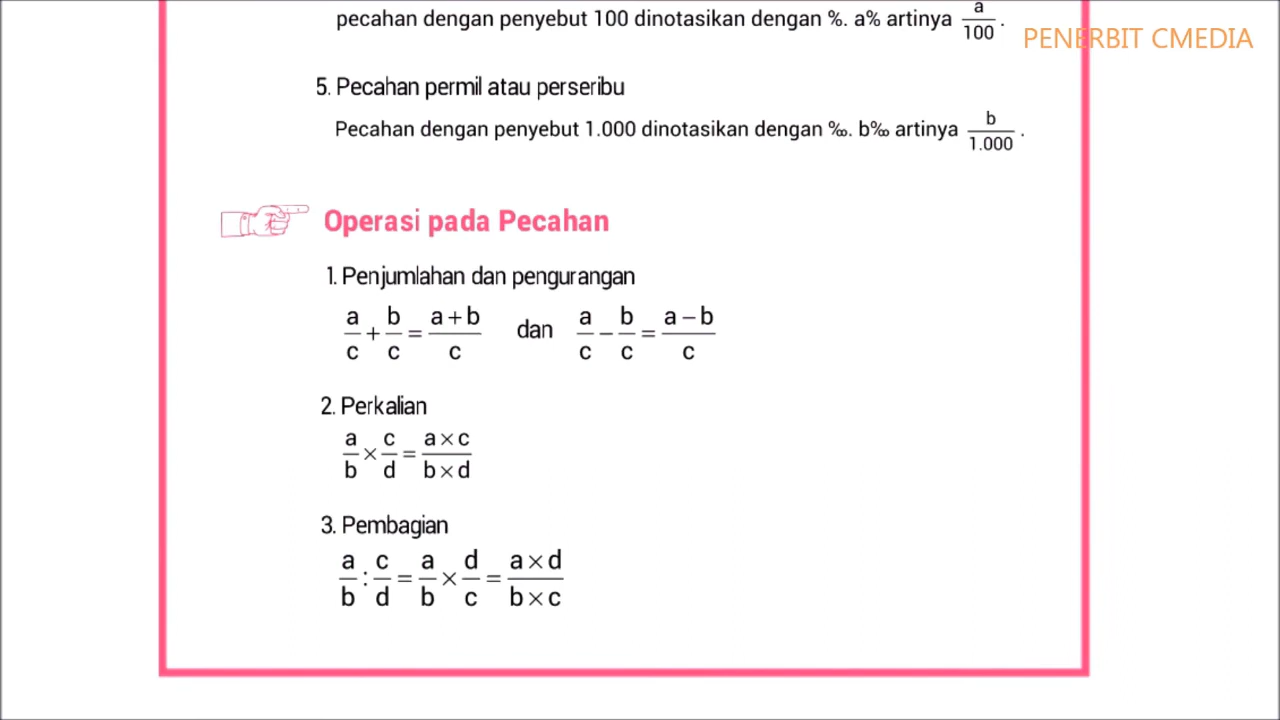 pecahan dengan penyebut 100 dinotasikan dengan %. a% artinya a/100 .
PENERBIT CMEDIA
5. Pecahan permil atau perseribu
Pecahan dengan penyebut 1.000 dinotasikan dengan ‰. b‰ artinya b/1.000 .
Operasi pada Pecahan
1. Penjumlahan dan pengurangan
a/c + b/c = (a+b)/c dan a/c − b/c = (a−b)/c
2. Perkalian
a/b × c/d = (a×c)/(b×d)
3. Pembagian
a/b : c/d = a/b × d/c = (a×d)/(b×c)